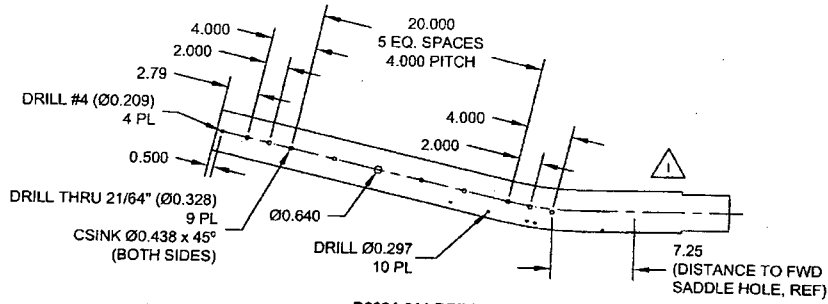 20.000
5 EQ. SPACES
4.000 PITCH
4.000
2.000
2.79
DRILL #4 (Ø0.209)
4 PL
0.500
4.000
2.000
DRILL THRU 21/64" (Ø0.328)
9 PL
CSINK Ø0.438 x 45°
(BOTH SIDES)
Ø0.640
DRILL Ø0.297
10 PL
1
7.25
(DISTANCE TO FWD
SADDLE HOLE, REF)